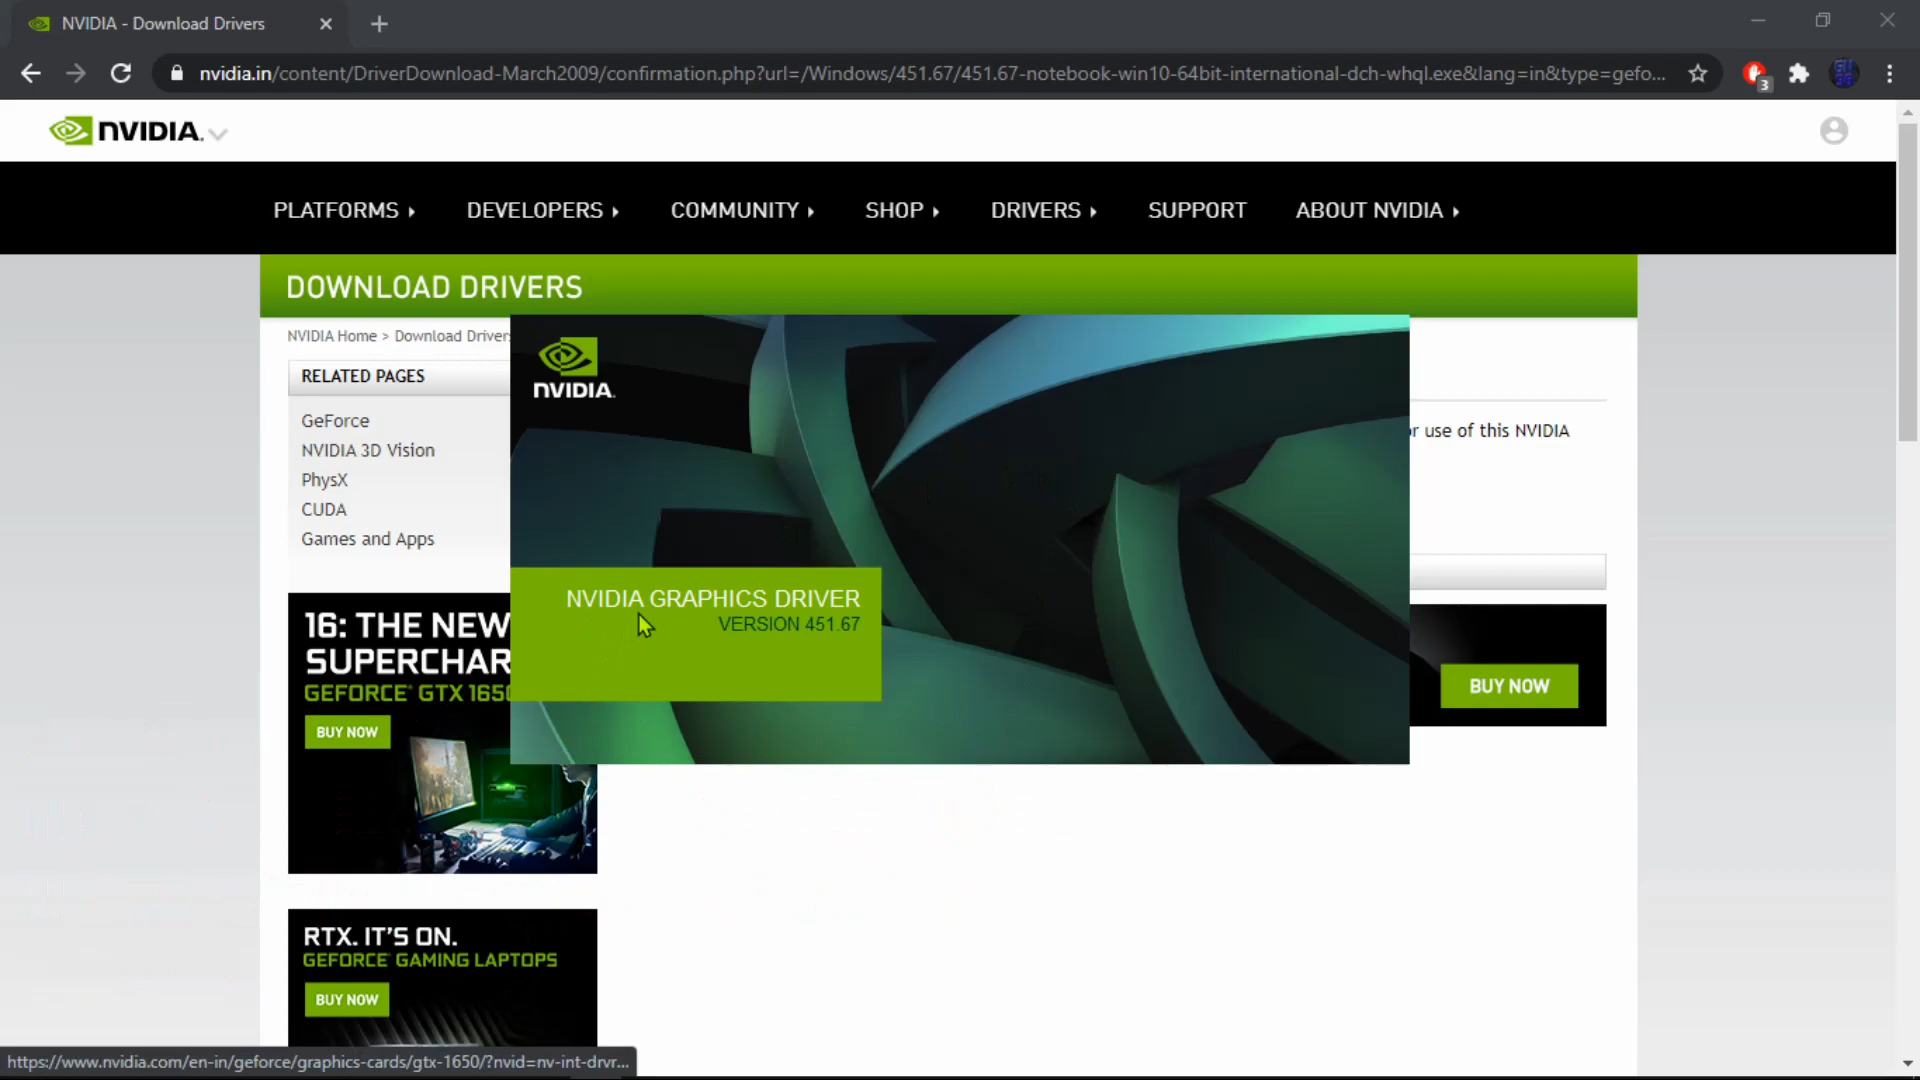 NVIDIA - Download Drivers
nvidia.in/content/DriverDownload-March2009/confirmation.php?url=/Windows/451.67/451.67-notebook-win10-64bit-international-dch-whql.exe&lang=in&type=gefo...
3
NVIDIA.
PLATFORMS
DEVELOPERS
COMMUNITY
SHOP
DRIVERS
SUPPORT
ABOUT NVIDIA
DOWNLOAD DRIVERS
NVIDIA Home > Download Drivers
RELATED PAGES
GeForce
NVIDIA 3D Vision
PhysX
CUDA
Games and Apps
NVIDIA.
NVIDIA GRAPHICS DRIVER
VERSION 451.67
or use of this NVIDIA
BUY NOW
16: THE NEW
SUPERCHAR
GEFORCE GTX 1650
BUY NOW
RTX. IT'S ON.
GEFORCE GAMING LAPTOPS
BUY NOW
https://www.nvidia.com/en-in/geforce/graphics-cards/gtx-1650/?nvid=nv-int-drvr...